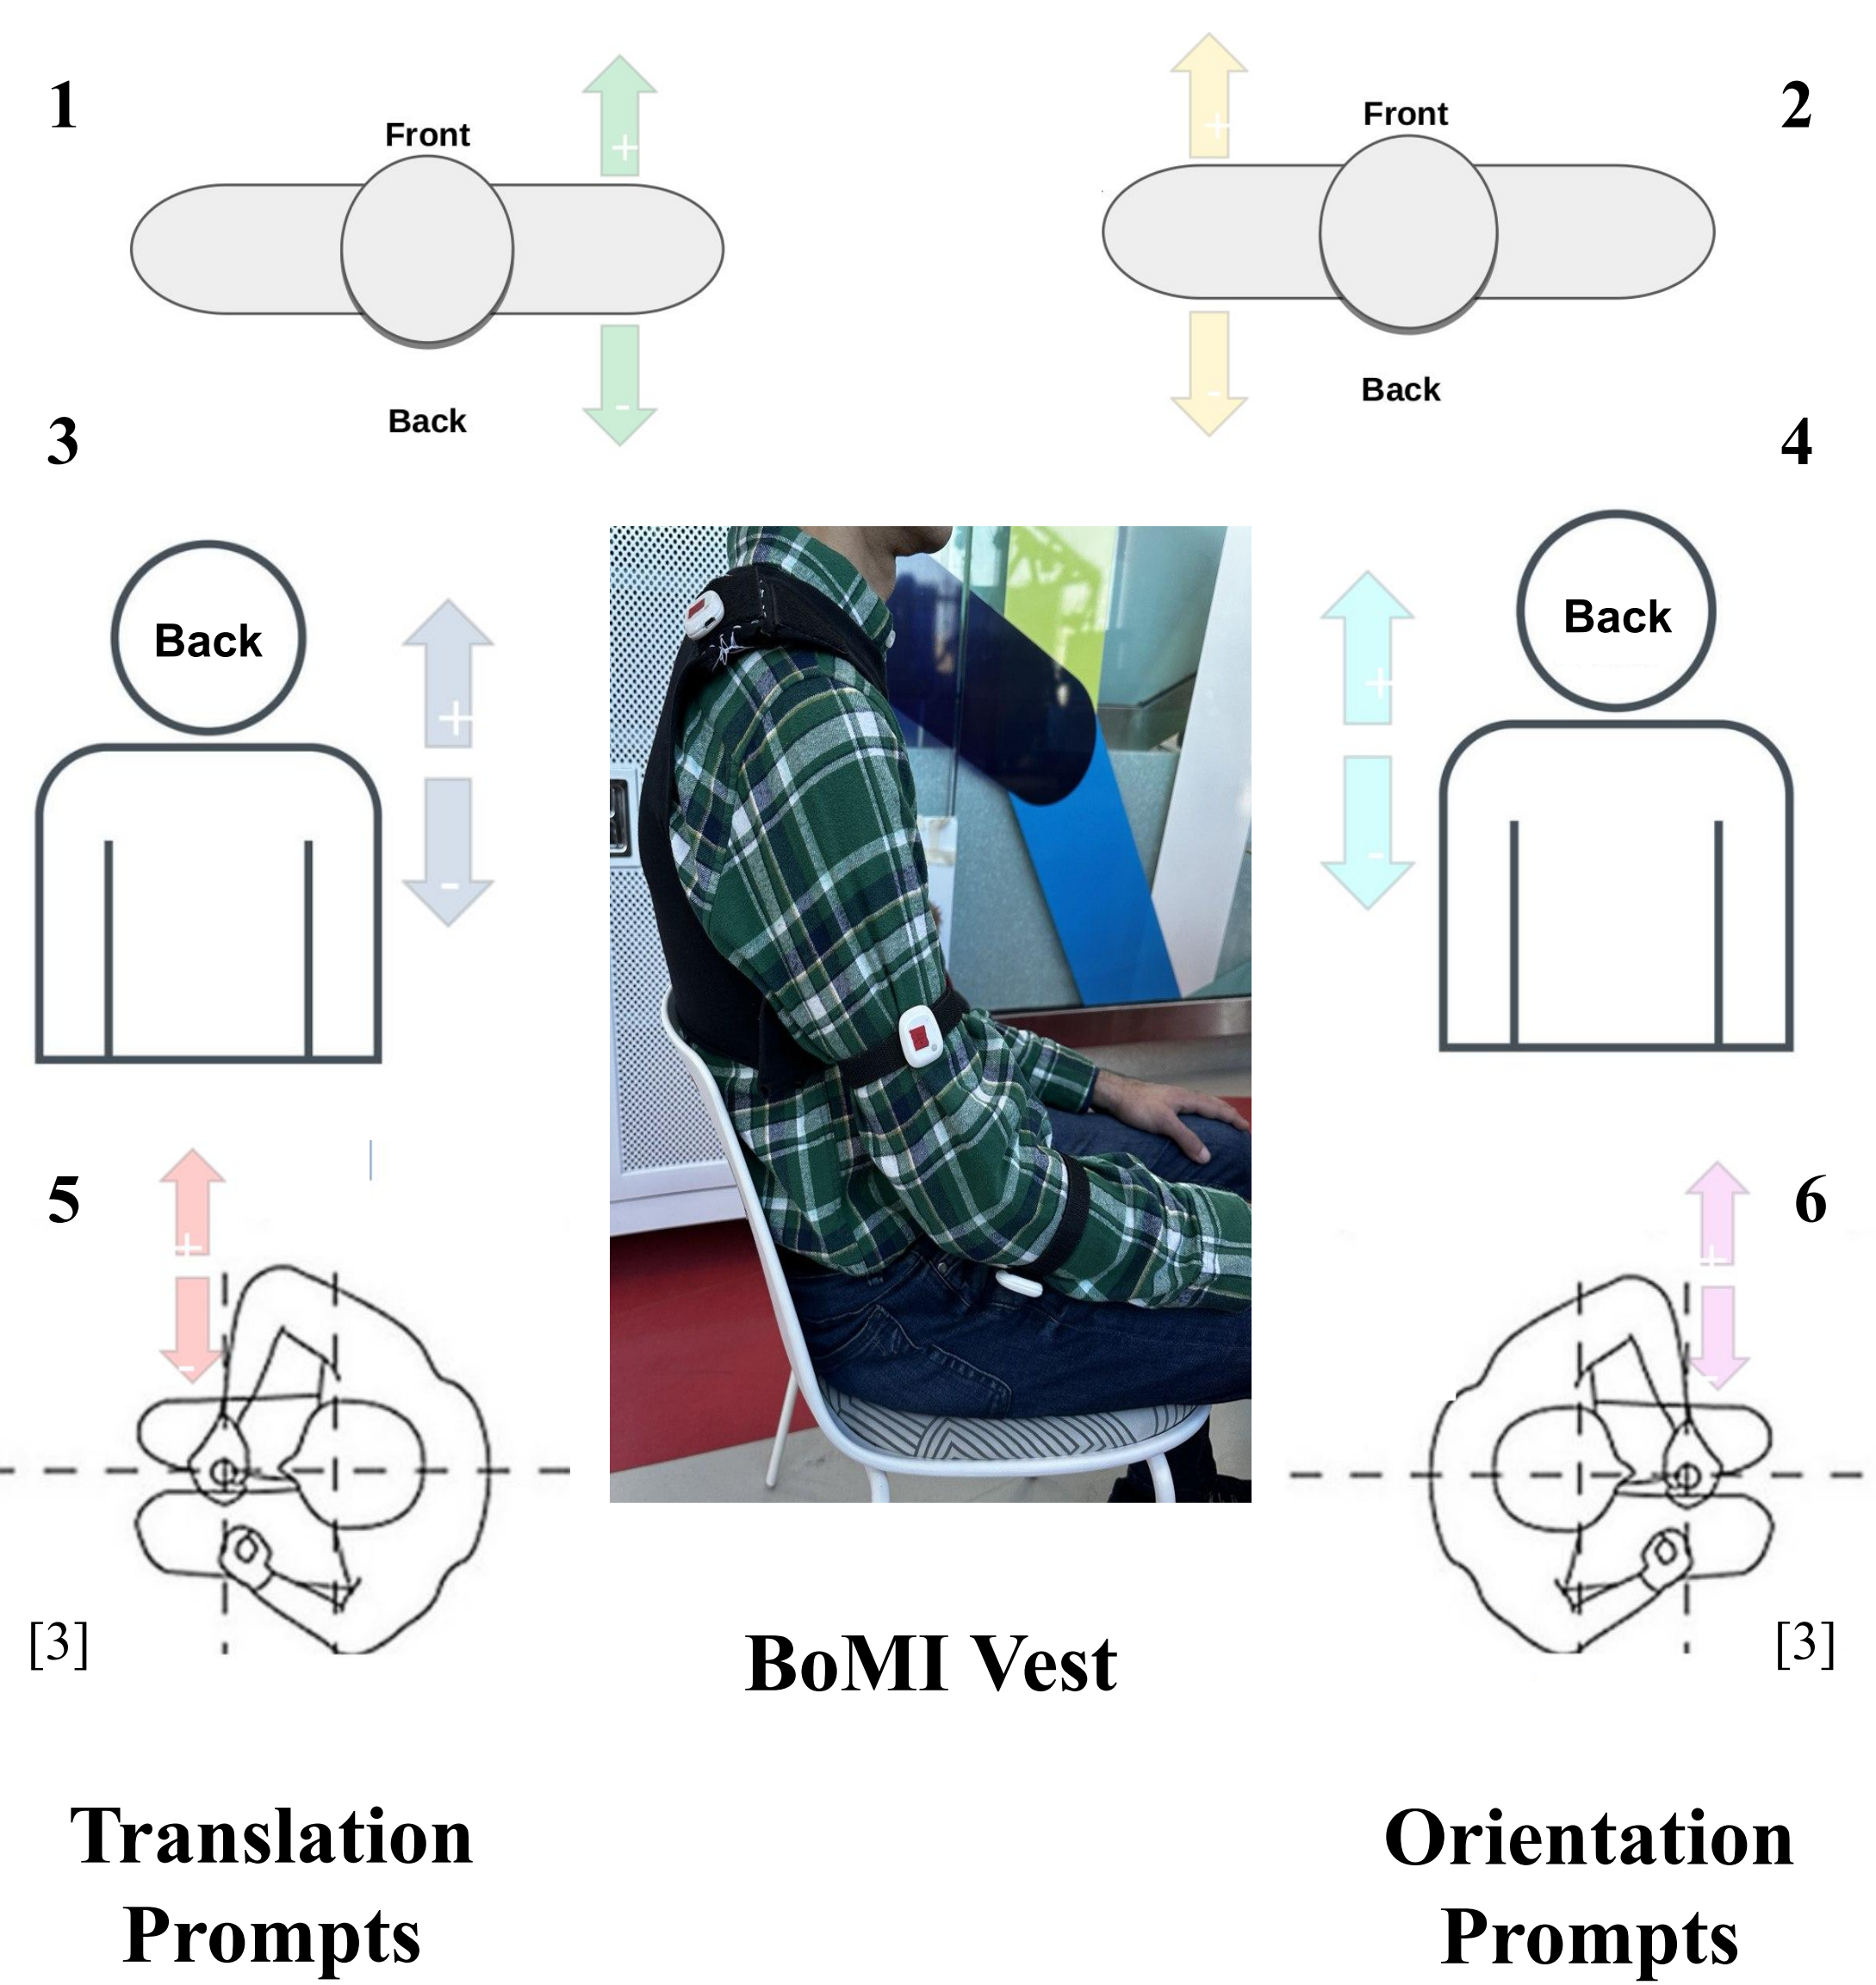 1
2
Front
Front
+
+
-
-
Back
Back
3
4
Back
Back
+
+
-
-
5
6
+
+
-
-
[3]
[3]
BoMI Vest
Translation
Prompts
Orientation
Prompts